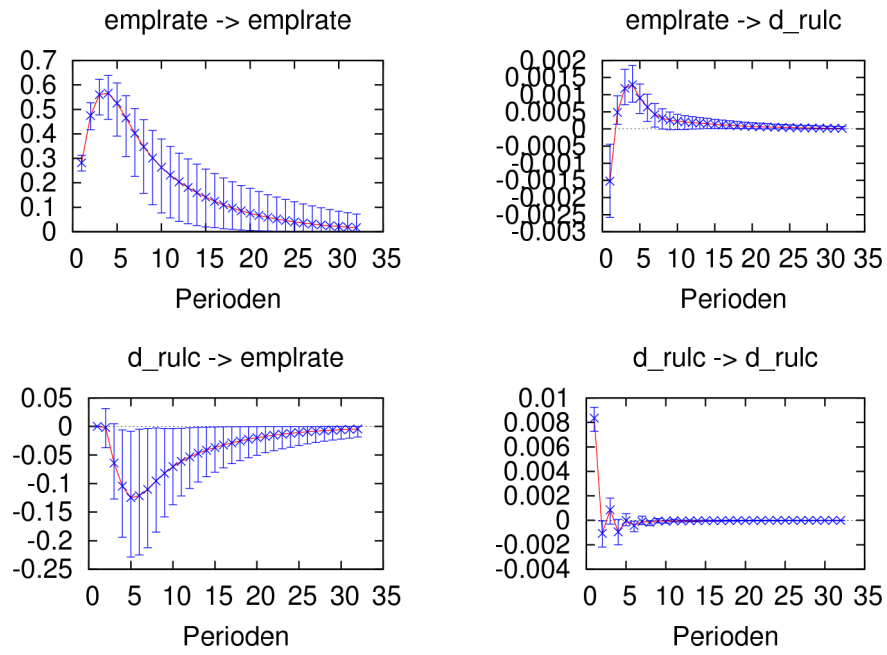 emplrate -> emplrate
0.7
0.6
0.5
0.4
0.3
0.2
0.1
0
0 5 10 15 20 25 30 35
Perioden
emplrate -> d_rulc
0.002
0.0015
0.001
0.0005
0
-0.0005
-0.001
-0.0015
-0.002
-0.0025
-0.003
0 5 10 15 20 25 30 35
Perioden
d_rulc -> emplrate
0.05
0
-0.05
-0.1
-0.15
-0.2
-0.25
0 5 10 15 20 25 30 35
Perioden
d_rulc -> d_rulc
0.01
0.008
0.006
0.004
0.002
0
-0.002
-0.004
0 5 10 15 20 25 30 35
Perioden